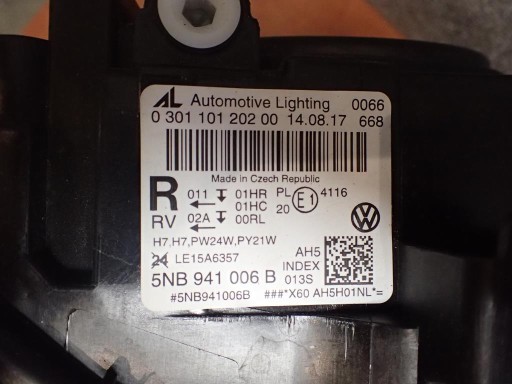 AL Automotive Lighting 0066
0 301 101 202 00 14.08.17 668
Made in Czech Republic
R 011 01HR PL E1 4116
01HC 20
RV 02A 00RL
H7,H7,PW24W,PY21W
24 LE15A6357 AH5
5NB 941 006 B INDEX 013S
#5NB941006B ###*X60 AH5H01NL*=